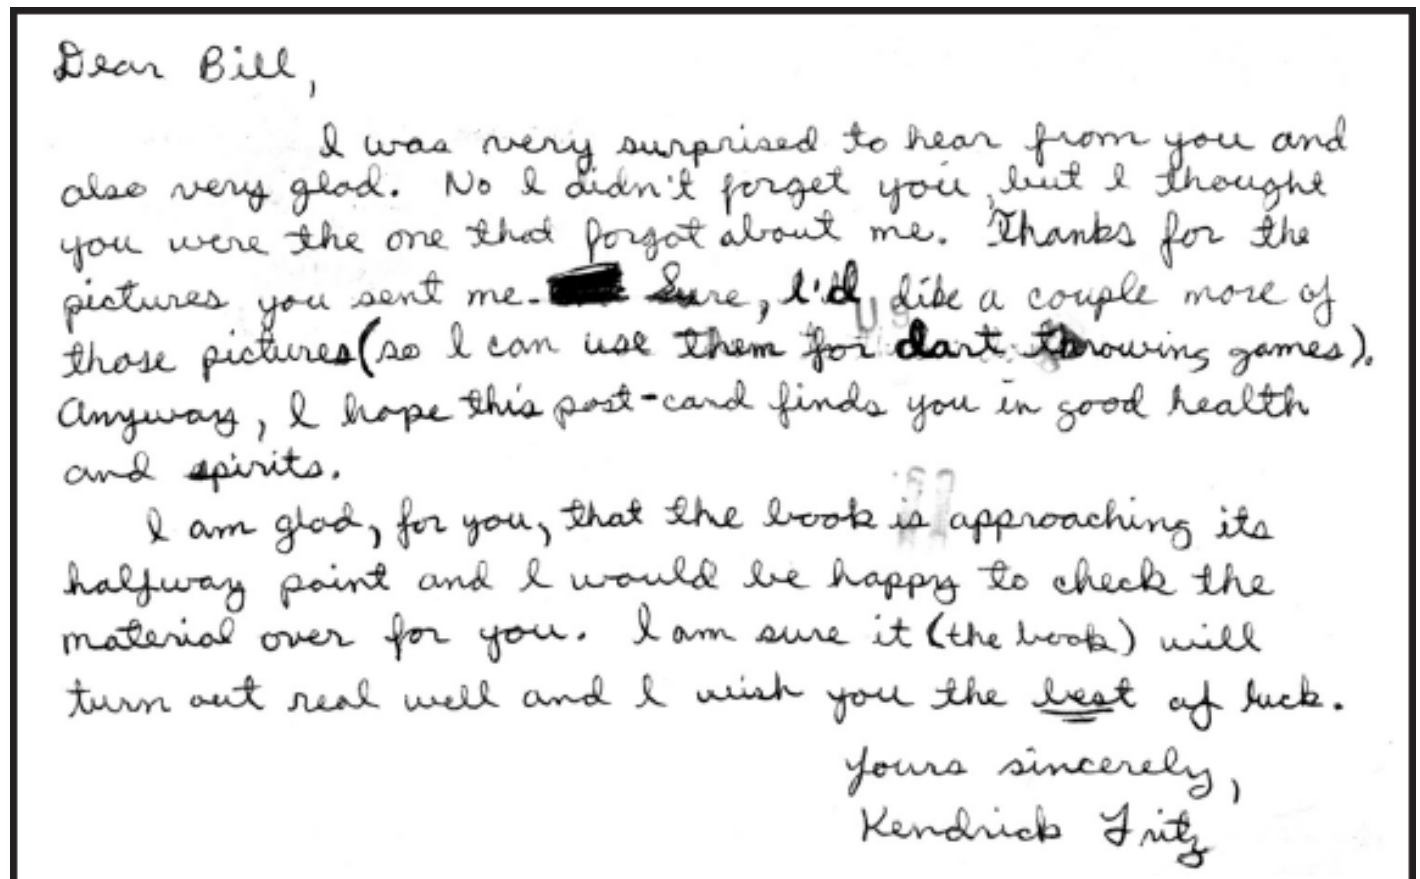 Dear Bill,
I was very surprised to hear from you and
also very glad. No I didn't forget you, but I thought
you were the one that forgot about me. Thanks for the
pictures you sent me. Sure, I'd like a couple more of
those pictures (so I can use them for dart throwing games).
Anyway, I hope this post-card finds you in good health
and spirits.
I am glad, for you, that the book is approaching its
halfway point and I would be happy to check the
material over for you. I am sure it (the book) will
turn out real well and I wish you the best of luck.
Yours sincerely,
Kendrick Fritz